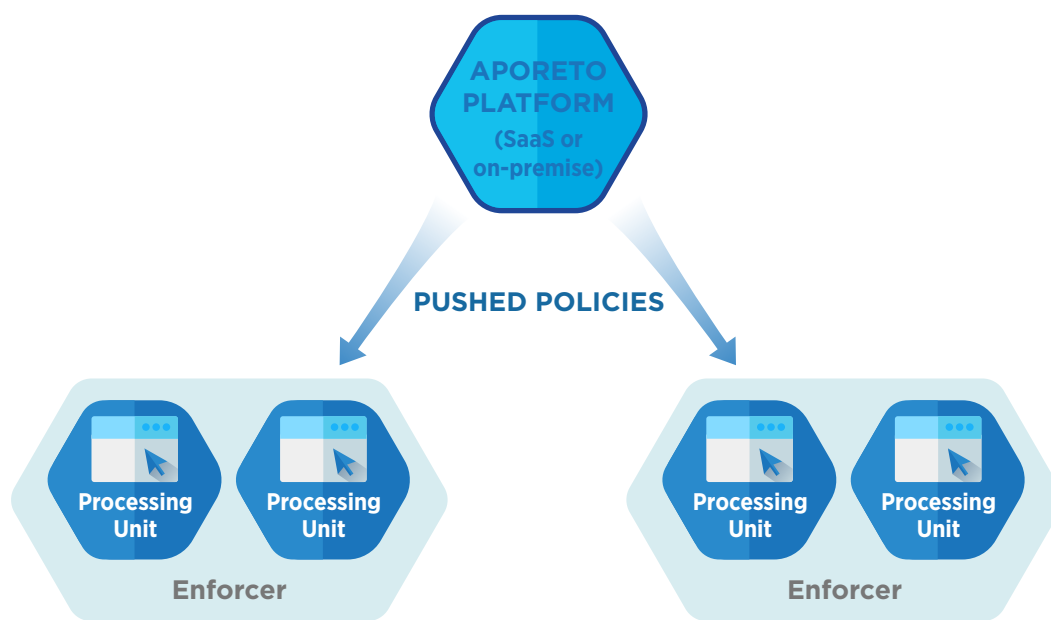 APORETO
PLATFORM
(SaaS or
on-premise)
PUSHED POLICIES
Processing
Unit
Processing
Unit
Enforcer
Processing
Unit
Processing
Unit
Enforcer